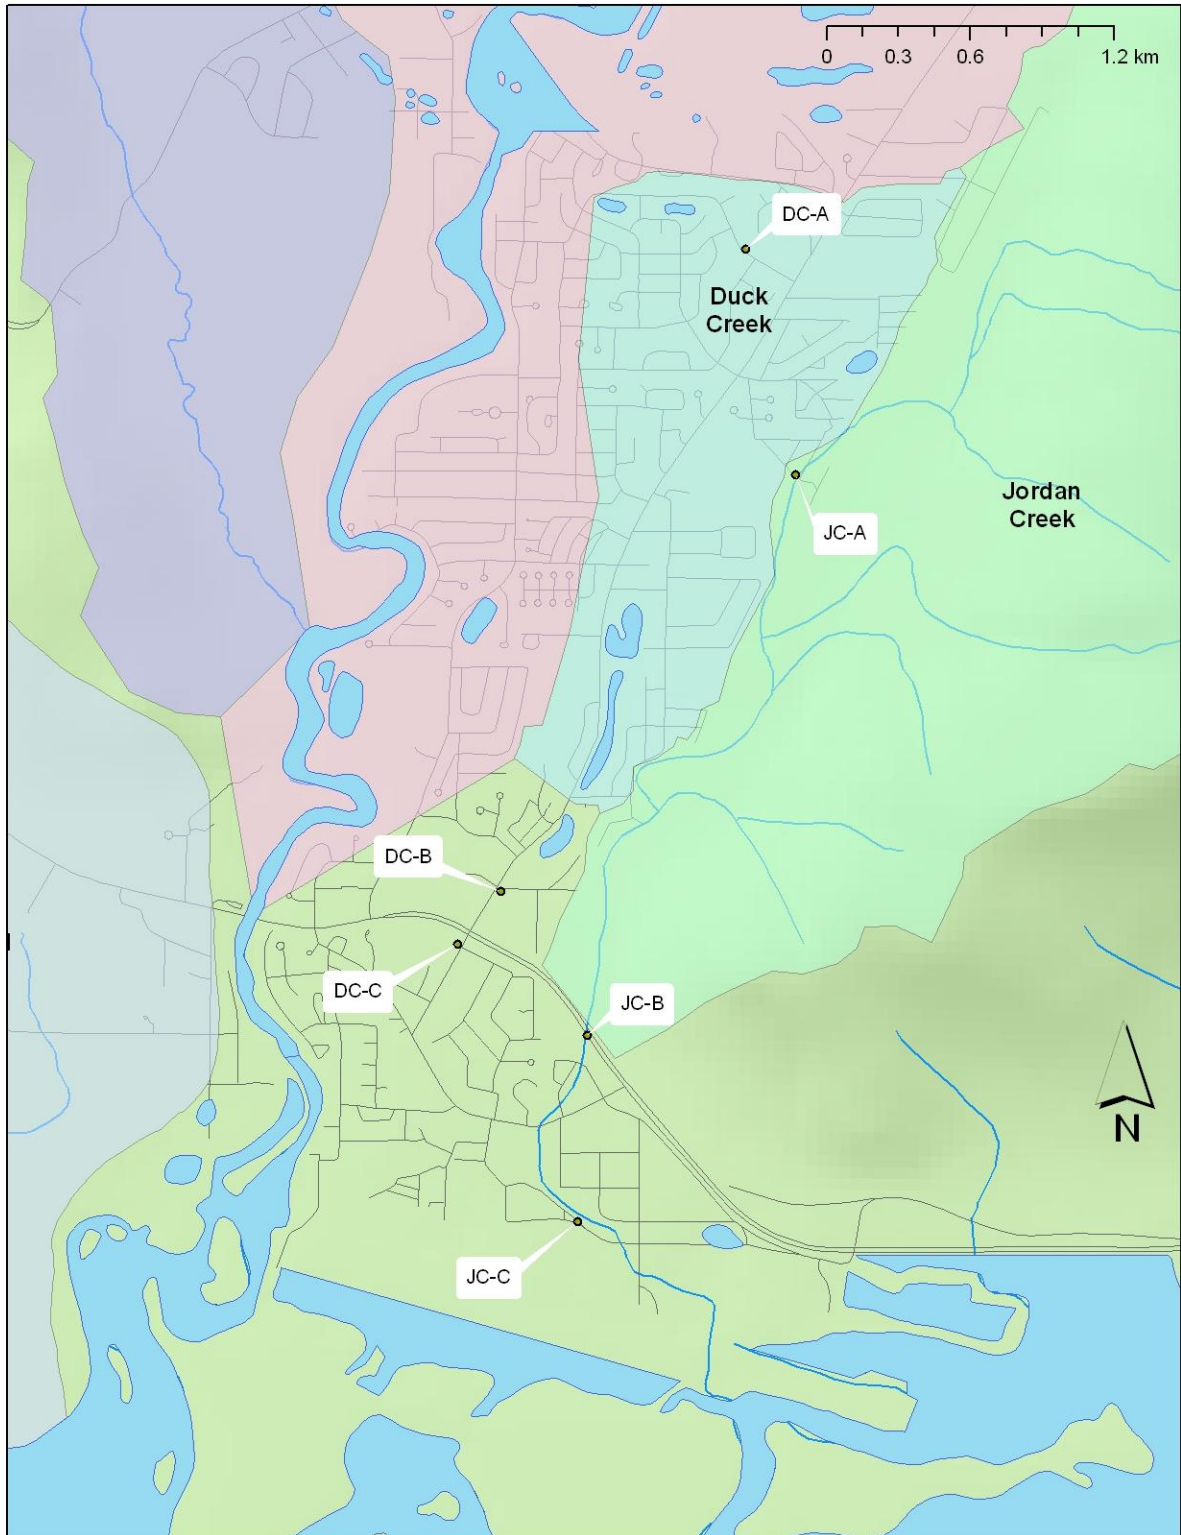 0 0.3 0.6 1.2 km
DC-A
Duck
Creek
Jordan
Creek
JC-A
DC-B
DC-C
JC-B
N
JC-C